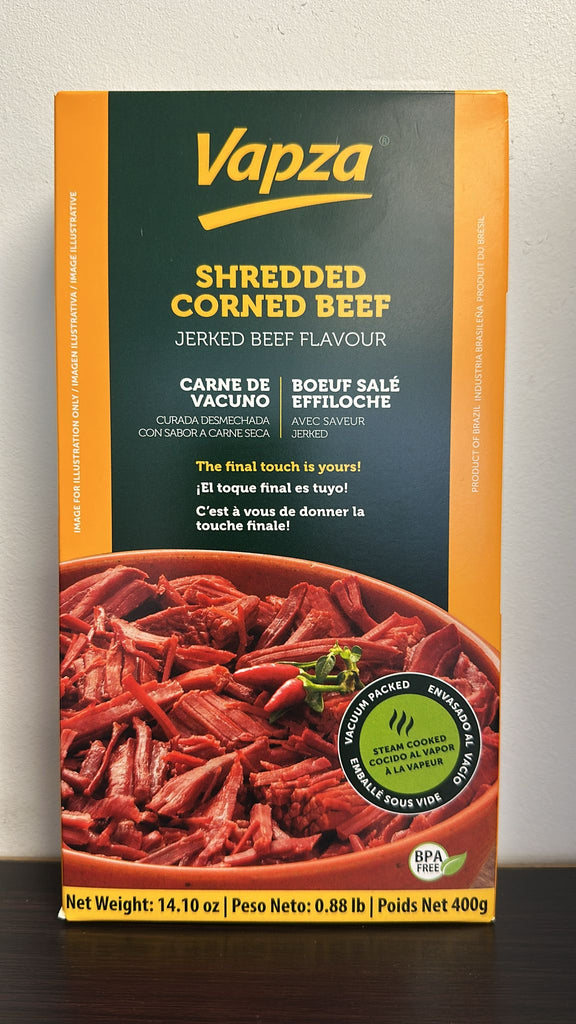 Vapza®
SHREDDED
CORNED BEEF
JERKED BEEF FLAVOUR
CARNE DE
VACUNO
CURADA DESMECHADA
CON SABOR A CARNE SECA
BOEUF SALÉ
EFFILOCHE
AVEC SAVEUR
JERKED
The final touch is yours!
¡El toque final es tuyo!
C'est à vous de donner la
touche finale!
IMAGE FOR ILLUSTRATION ONLY / IMAGEN ILUSTRATIVA / IMAGE ILLUSTRATIVE
PRODUCT OF BRAZIL INDUSTRIA BRASILEÑA PRODUIT DU BRÉSIL
VACUUM PACKED
ENVASADO AL VACIO
EMBALLÉ SOUS VIDE
STEAM COOKED
COCIDO AL VAPOR
À LA VAPEUR
BPA
FREE
Net Weight: 14.10 oz | Peso Neto: 0.88 lb | Poids Net 400g